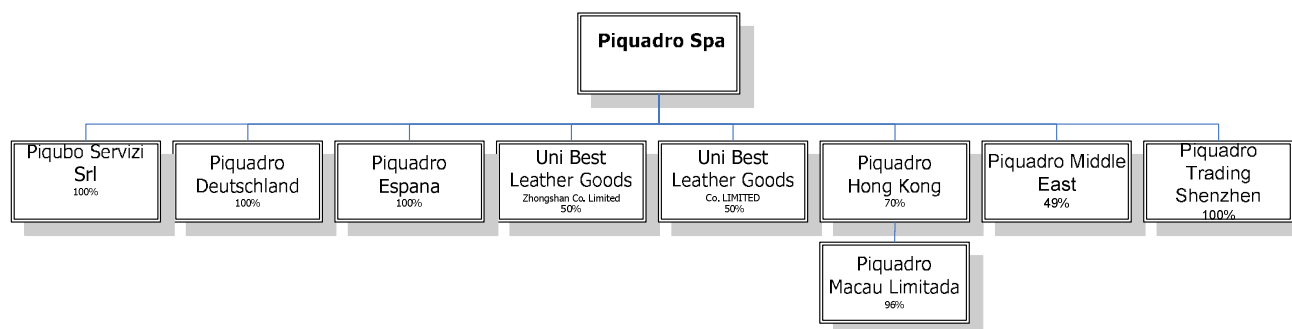 Piquadro Spa
Piqubo Servizi
Srl
100%
Piquadro
Deutschland
100%
Piquadro
Espana
100%
Uni Best
Leather Goods
Zhongshan Co. Limited
50%
Uni Best
Leather Goods
Co. LIMITED
50%
Piquadro
Hong Kong
70%
Piquadro Middle
East
49%
Piquadro
Trading
Shenzhen
100%
Piquadro
Macau Limitada
96%